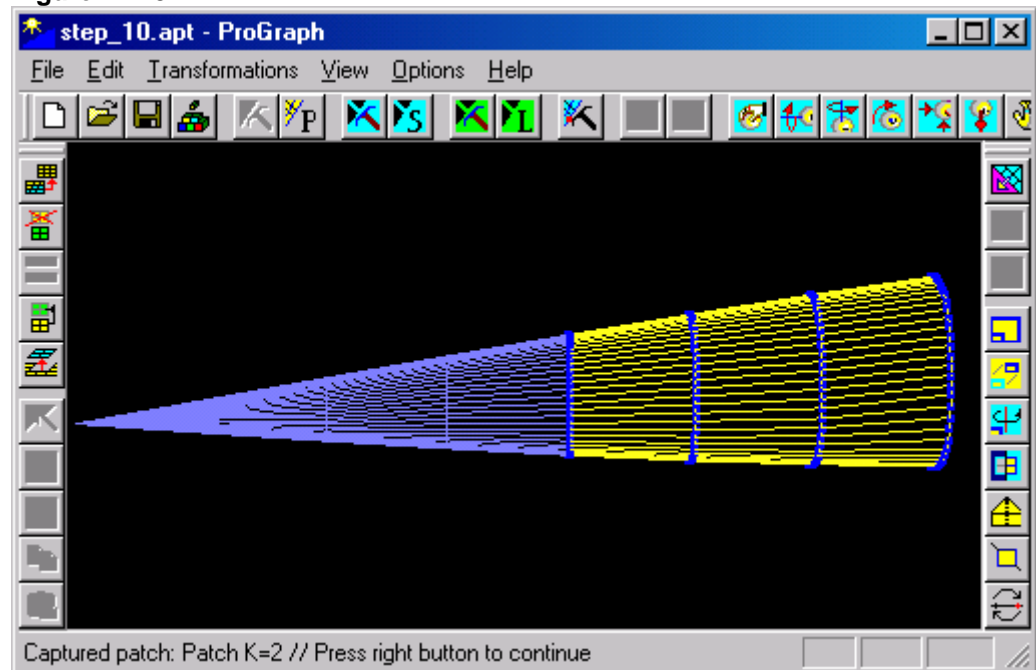 step_10.apt - ProGraph
File Edit Transformations View Options Help
P S L
Captured patch: Patch K=2 // Press right button to continue